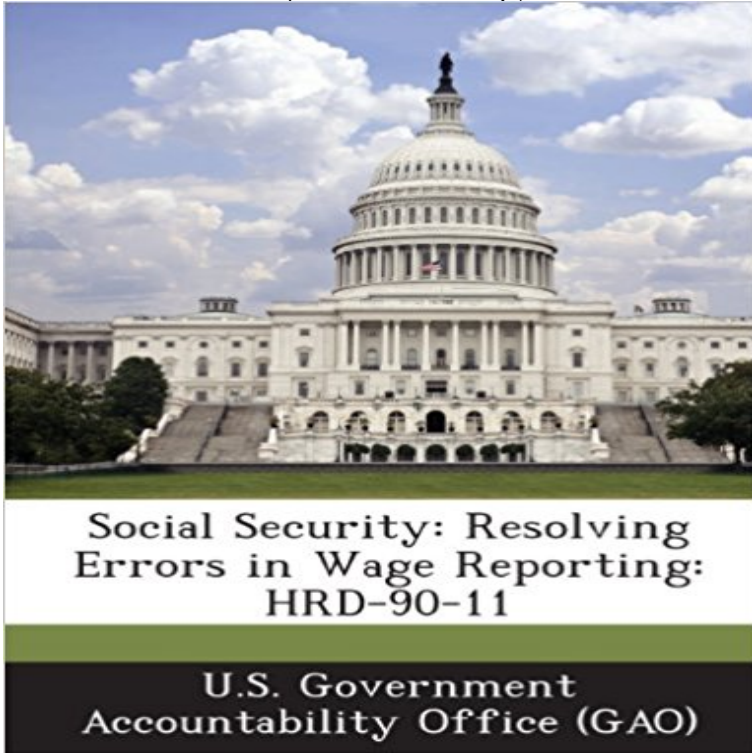 Social Security: Resolving
Errors in Wage Reporting:
HRD-90-11
U.S. Government
Accountability Office (GAO)